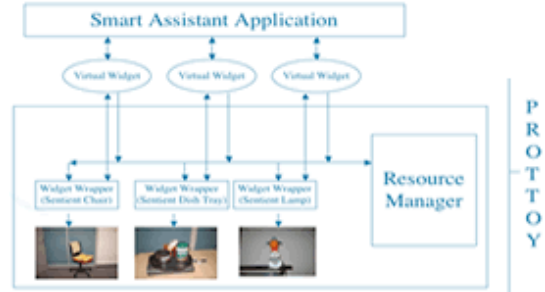 Smart Assistant Application
Virtual Widget
Virtual Widget
Virtual Widget
Widget Wrapper
(Sentient Chair)
Widget Wrapper
(Sentient Dish Tray)
Widget Wrapper
(Sentient Lamp)
Resource
Manager
PROTTOY